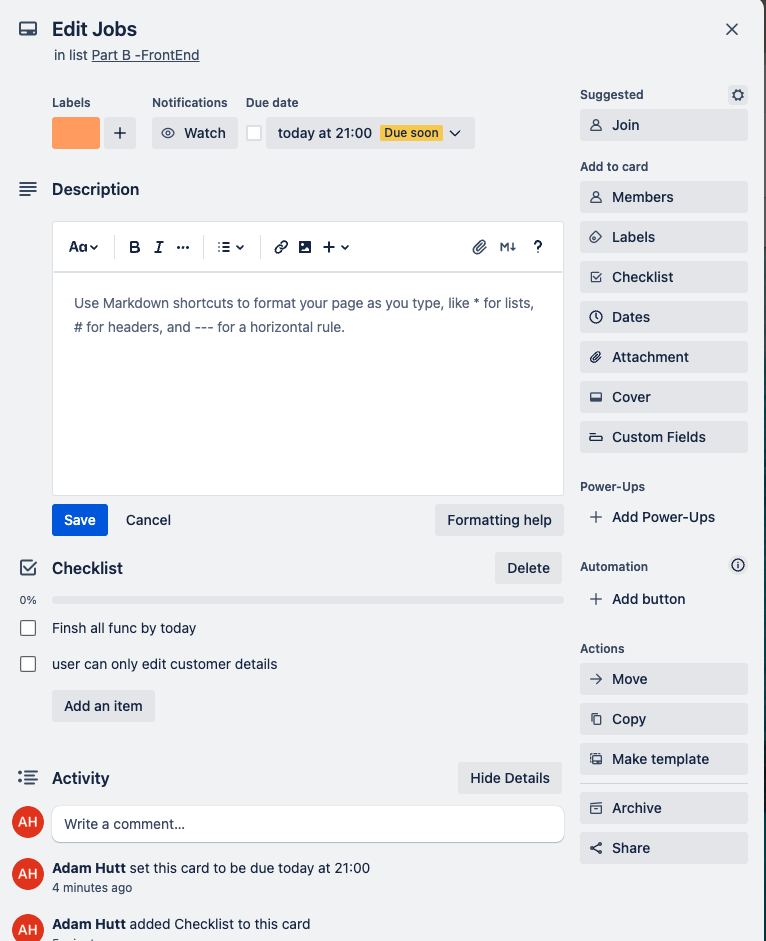 Edit Jobs
in list Part B -FrontEnd
Labels
Notifications
Due date
Watch
today at 21:00 Due soon
Description
Aa
B I
M↓ ?
Use Markdown shortcuts to format your page as you type, like * for lists,
# for headers, and --- for a horizontal rule.
Save
Cancel
Formatting help
Checklist
Delete
0%
Finsh all func by today
user can only edit customer details
Add an item
Activity
Hide Details
AH
Write a comment…
AH
Adam Hutt set this card to be due today at 21:00
4 minutes ago
AH
Adam Hutt added Checklist to this card
Suggested
Join
Add to card
Members
Labels
Checklist
Dates
Attachment
Cover
Custom Fields
Power-Ups
Add Power-Ups
Automation
Add button
Actions
Move
Copy
Make template
Archive
Share